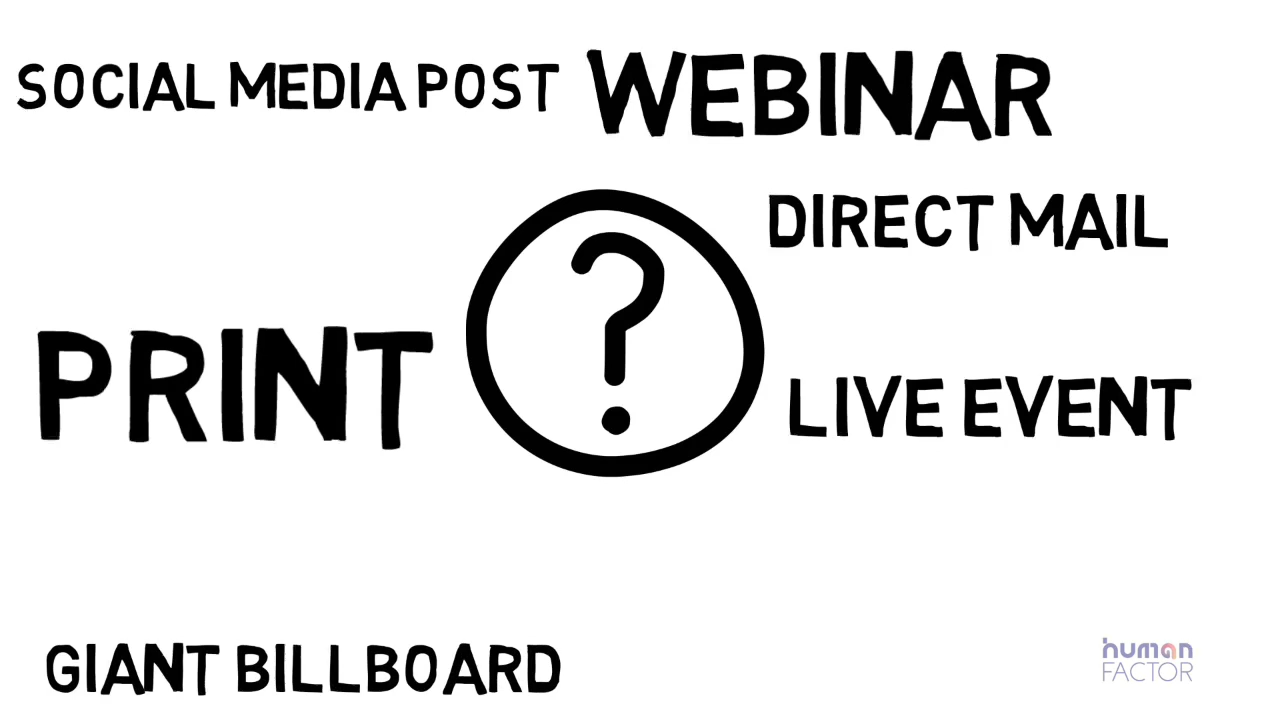 SOCIAL MEDIA POST
WEBINAR
DIRECT MAIL
PRINT
?
LIVE EVENT
GIANT BILLBOARD
human
FACTOR